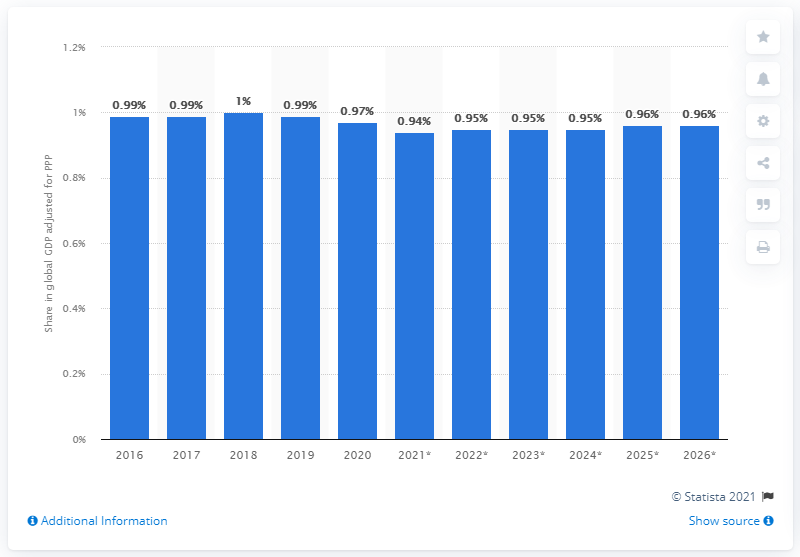 1.2%
1%
0.8%
0.6%
0.4%
0.2%
0%
Share in global GDP adjusted for PPP
0.99% 0.99% 1% 0.99% 0.97% 0.94% 0.95% 0.95% 0.95% 0.96% 0.96%
2016 2017 2018 2019 2020 2021* 2022* 2023* 2024* 2025* 2026*
© Statista 2021
Additional Information Show source